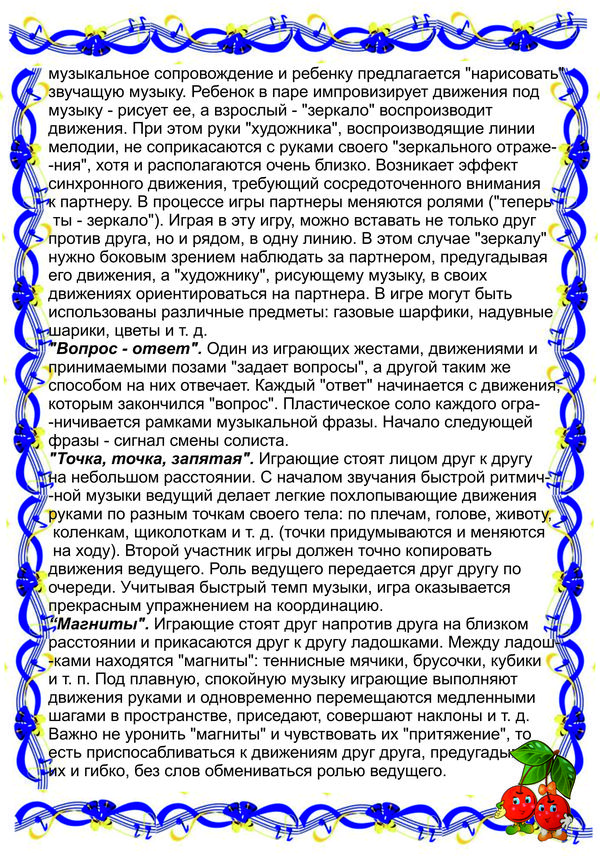 музыкальное сопровождение и ребенку предлагается "нарисовать"
звучащую музыку. Ребенок в паре импровизирует движения под
музыку - рисует ее, а взрослый - "зеркало" воспроизводит
движения. При этом руки "художника", воспроизводящие линии
мелодии, не соприкасаются с руками своего "зеркального отраже-
-ния", хотя и располагаются очень близко. Возникает эффект
синхронного движения, требующий сосредоточенного внимания
к партнеру. В процессе игры партнеры меняются ролями ("теперь
ты - зеркало"). Играя в эту игру, можно вставать не только друг
против друга, но и рядом, в одну линию. В этом случае "зеркалу"
нужно боковым зрением наблюдать за партнером, предугадывая
его движения, а "художнику", рисующему музыку, в своих
движениях ориентироваться на партнера. В игре могут быть
использованы различные предметы: газовые шарфики, надувные
шарики, цветы и т. д.
"Вопрос - ответ". Один из играющих жестами, движениями и
принимаемыми позами "задает вопросы", а другой таким же
способом на них отвечает. Каждый "ответ" начинается с движения,
которым закончился "вопрос". Пластическое соло каждого огра-
-ничивается рамками музыкальной фразы. Начало следующей
фразы - сигнал смены солиста.
"Точка, точка, запятая". Играющие стоят лицом друг к другу
на небольшом расстоянии. С началом звучания быстрой ритмич-
-ной музыки ведущий делает легкие похлопывающие движения
руками по разным точкам своего тела: по плечам, голове, животу,
коленкам, щиколоткам и т. д. (точки придумываются и меняются
на ходу). Второй участник игры должен точно копировать
движения ведущего. Роль ведущего передается друг другу по
очереди. Учитывая быстрый темп музыки, игра оказывается
прекрасным упражнением на координацию.
"Магниты". Играющие стоят друг напротив друга на близком
расстоянии и прикасаются друг к другу ладошками. Между ладош-
-ками находятся "магниты": теннисные мячики, брусочки, кубики
и т. п. Под плавную, спокойную музыку играющие выполняют
движения руками и одновременно перемещаются медленными
шагами в пространстве, приседают, совершают наклоны и т. д.
Важно не уронить "магниты" и чувствовать их "притяжение", то
есть приспосабливаться к движениям друг друга,
их и гибко, без слов обмениваться ролью ведущего.